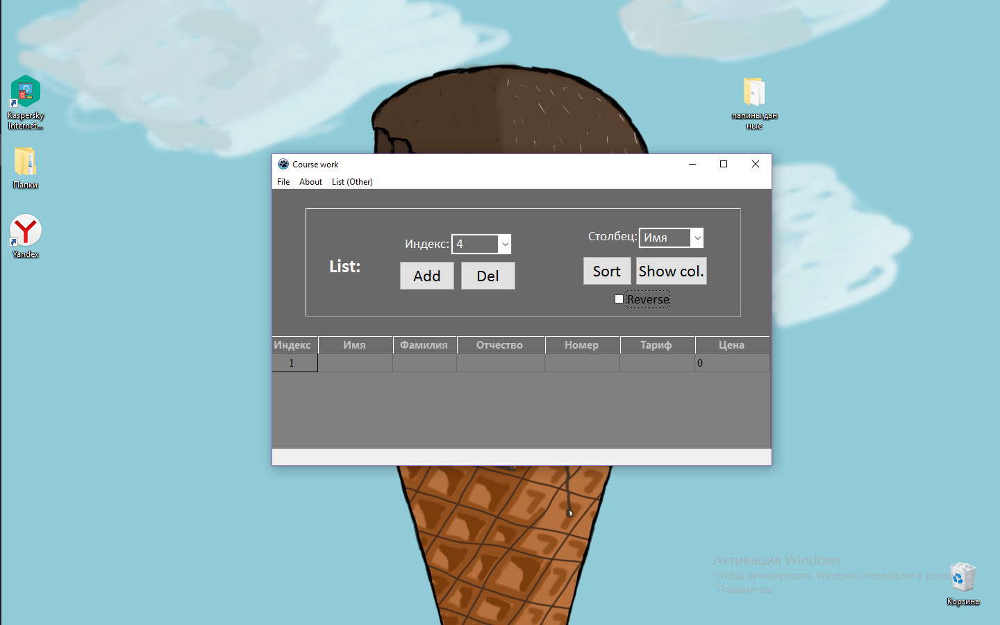 Kaspersky
Internet...
Папки
Yandex
папины дан
ные
Course work
File About List (Other)
List:
Индекс: 4
Add Del
Столбец: Имя
Sort Show col.
Reverse
Индекс Имя Фамилия Отчество Номер Тариф Цена
1 0
Активация Windows
Чтобы активировать Windows, перейдите в разде
"Параметры".
Корзина